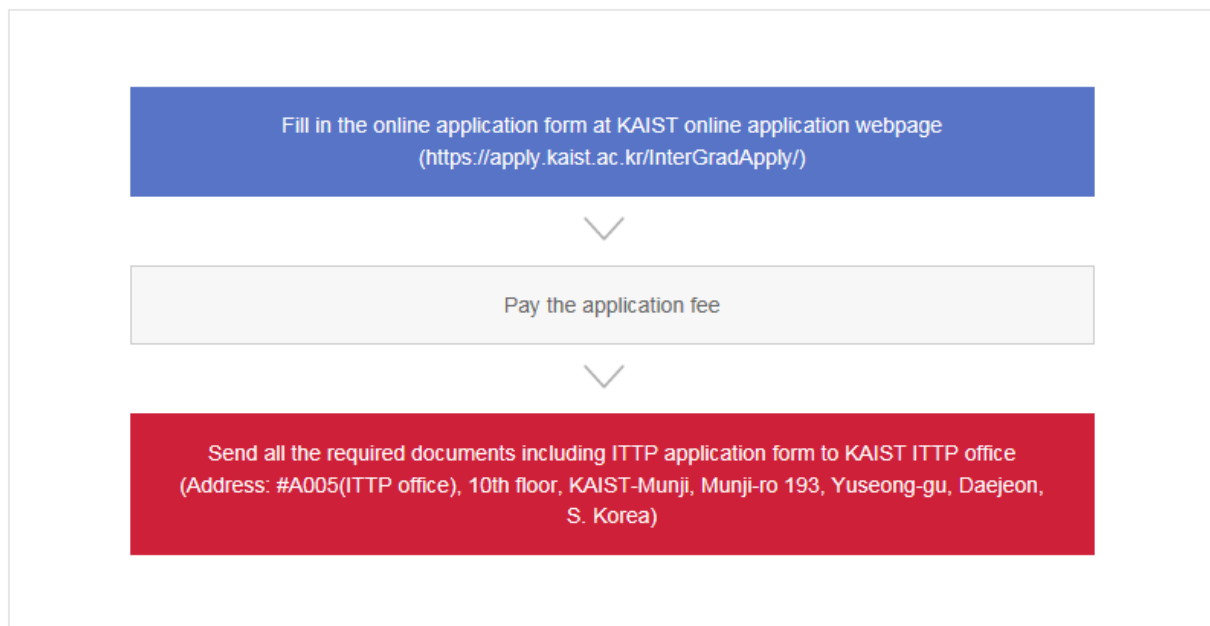 Fill in the online application form at KAIST online application webpage
(https://apply.kaist.ac.kr/InterGradApply/)
Pay the application fee
Send all the required documents including ITTP application form to KAIST ITTP office
(Address: #A005(ITTP office), 10th floor, KAIST-Munji, Munji-ro 193, Yuseong-gu, Daejeon,
S. Korea)